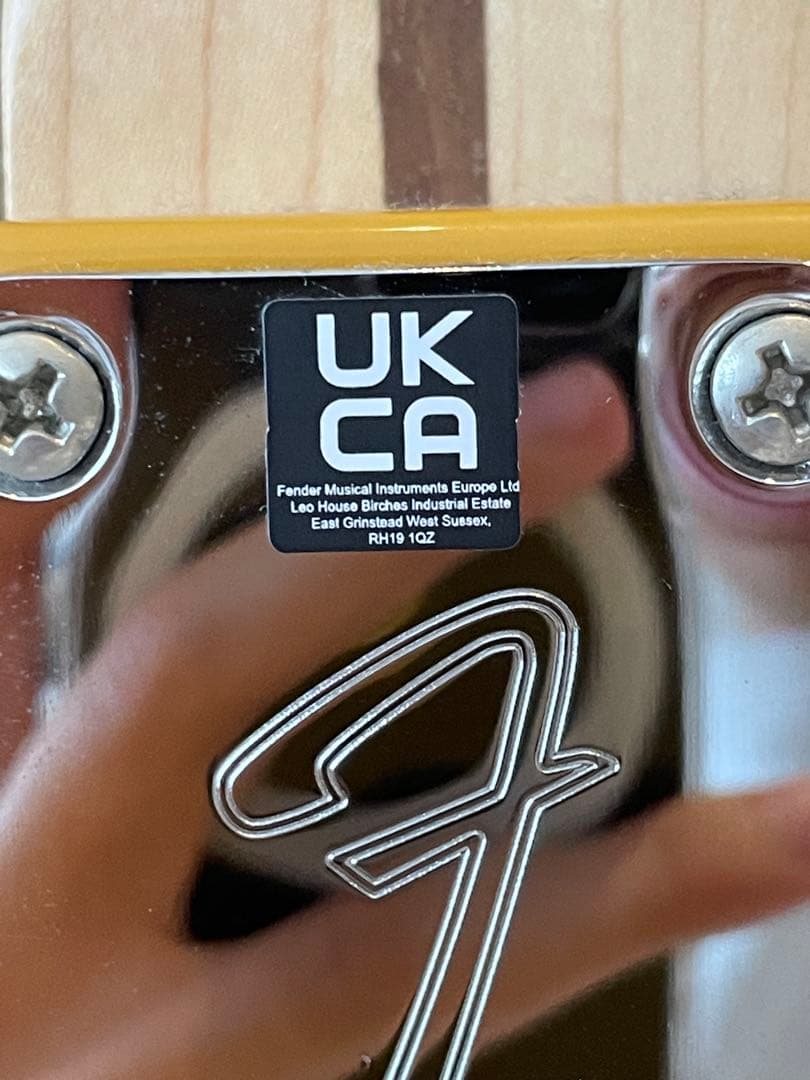 UK
CA
Fender Musical Instruments Europe Ltd
Leo House Birches Industrial Estate
East Grinstead West Sussex,
RH19 1QZ
F